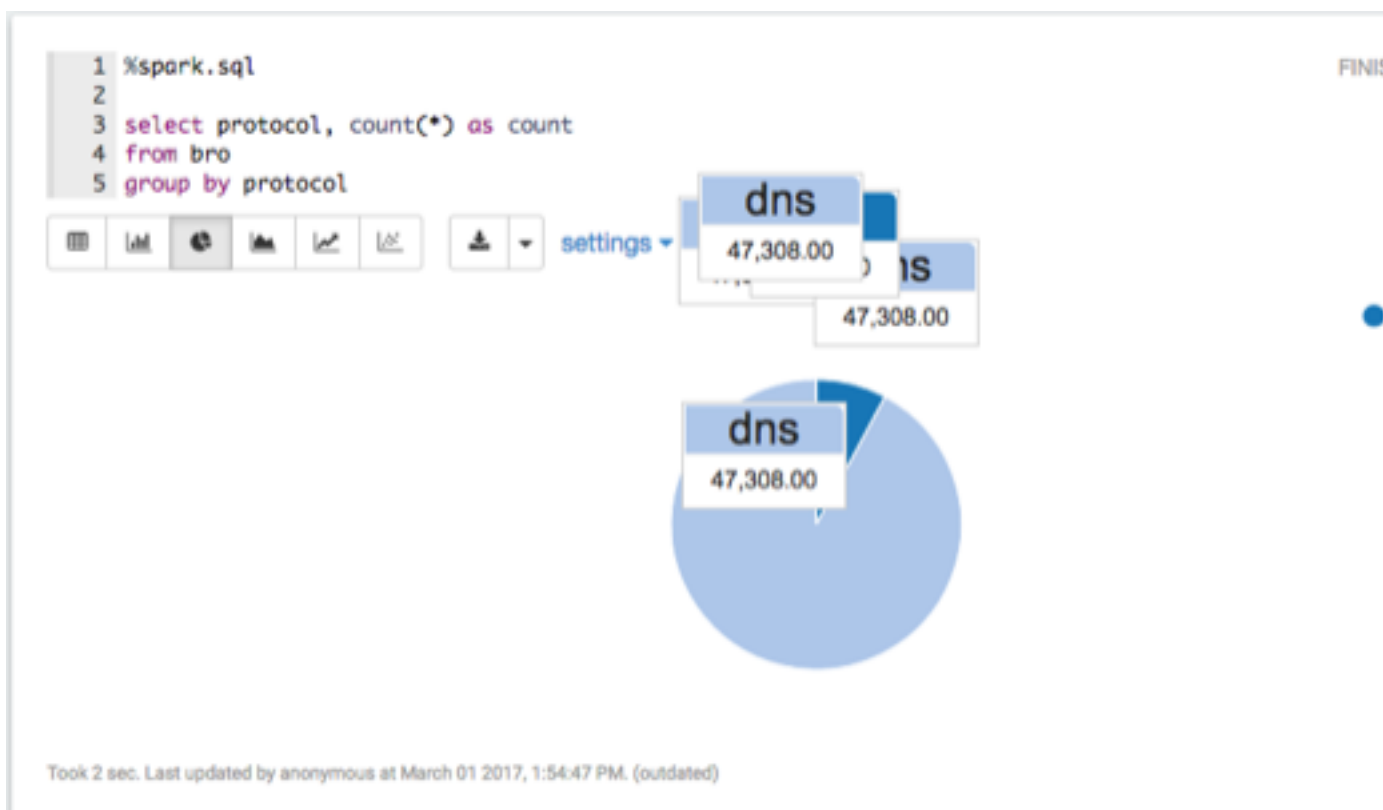 1 %spark.sql
2
3 select protocol, count(*) as count
4 from bro
5 group by protocol
FINIS
settings
dns
47,308.00
47,308.00
dns
47,308.00
Took 2 sec. Last updated by anonymous at March 01 2017, 1:54:47 PM. (outdated)